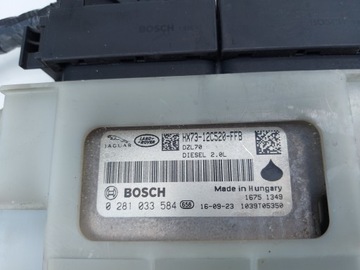 JAGUAR
LAND ROVER
HX73-12C520-FFB
DZL70
DIESEL 2.0L
BOSCH
Made in Hungary
1675 1349
0 281 033 584 656 16-09-23 1039T05350